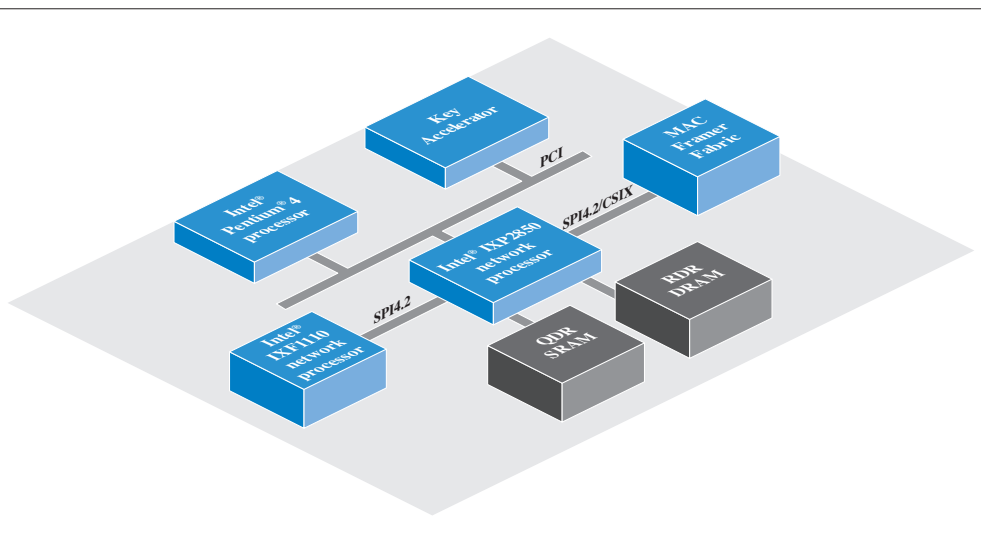 Key
Accelerator
PCI
MAC
Framer
Fabric
Intel®
Pentium® 4
processor
SPI4.2/CSIX
Intel® IXP2850
network
processor
RDR
DRAM
SPI4.2
Intel®
IXF1110
network
processor
QDR
SRAM